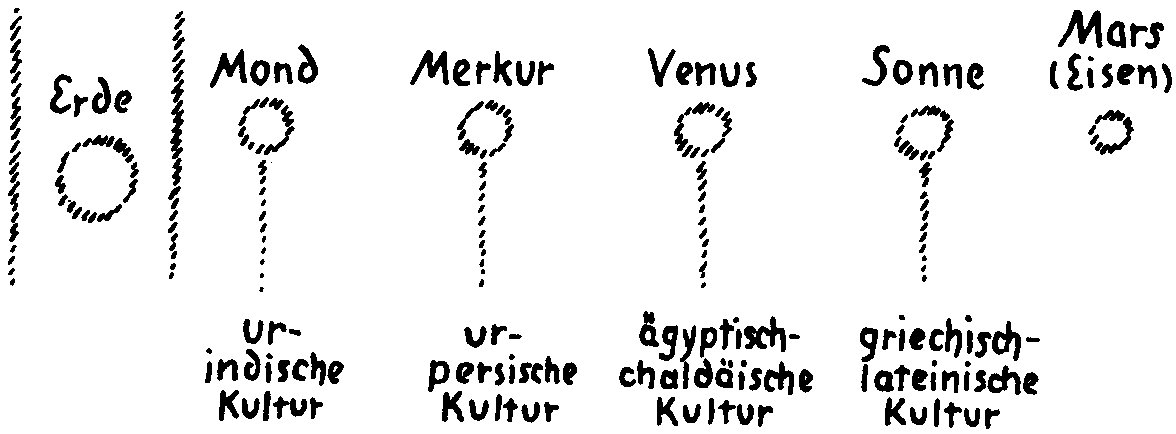 Erde
Mond
Merkur
Venus
Sonne
Mars
(Eisen)
ur-
indische
Kultur
ur-
persische
Kultur
ägyptisch-
chaldäische
Kultur
griechisch-
lateinische
Kultur